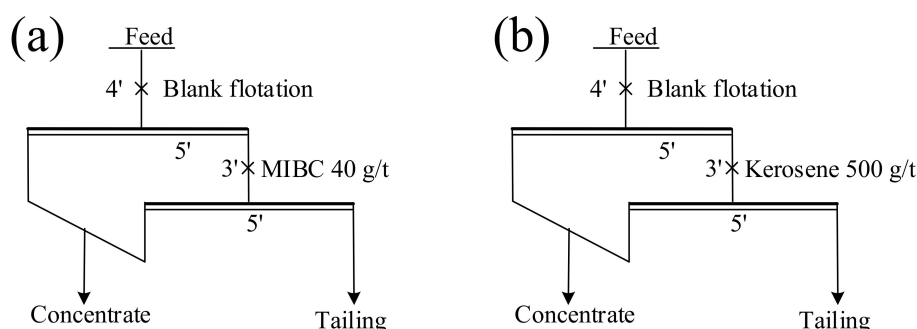 (a)
Feed
4' Blank flotation
5'
3' MIBC 40 g/t
5'
Concentrate
Tailing
(b)
Feed
4' Blank flotation
5'
3' Kerosene 500 g/t
5'
Concentrate
Tailing